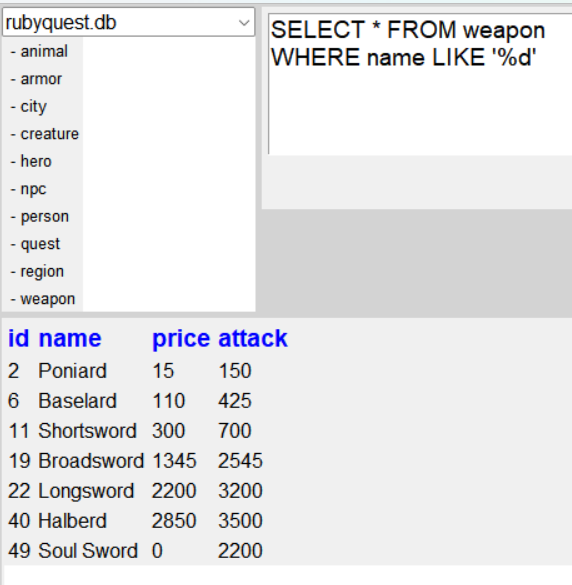 rubyquest.db
- animal
- armor
- city
- creature
- hero
- npc
- person
- quest
- region
- weapon
SELECT * FROM weapon
WHERE name LIKE '%d'
id name price attack
2 Poniard 15 150
6 Baselard 110 425
11 Shortsword 300 700
19 Broadsword 1345 2545
22 Longsword 2200 3200
40 Halberd 2850 3500
49 Soul Sword 0 2200